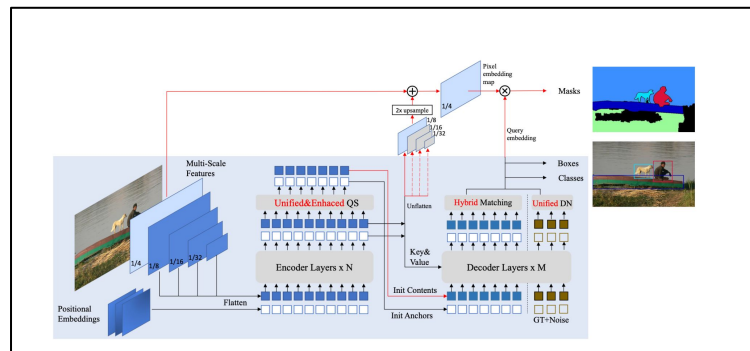 Pixel
embedding
map
Masks
1/4
2x upsample
1/8
1/16
1/32
Query
embedding
Boxes
Classes
Multi-Scale
Features
Unified&Enhaced QS
Unflatten
Hybrid Matching
Unified DN
1/4
1/8
1/16
1/32
Key&
Value
Encoder Layers x N
Decoder Layers x M
Positional
Embeddings
Flatten
Init Contents
Init Anchors
GT+Noise